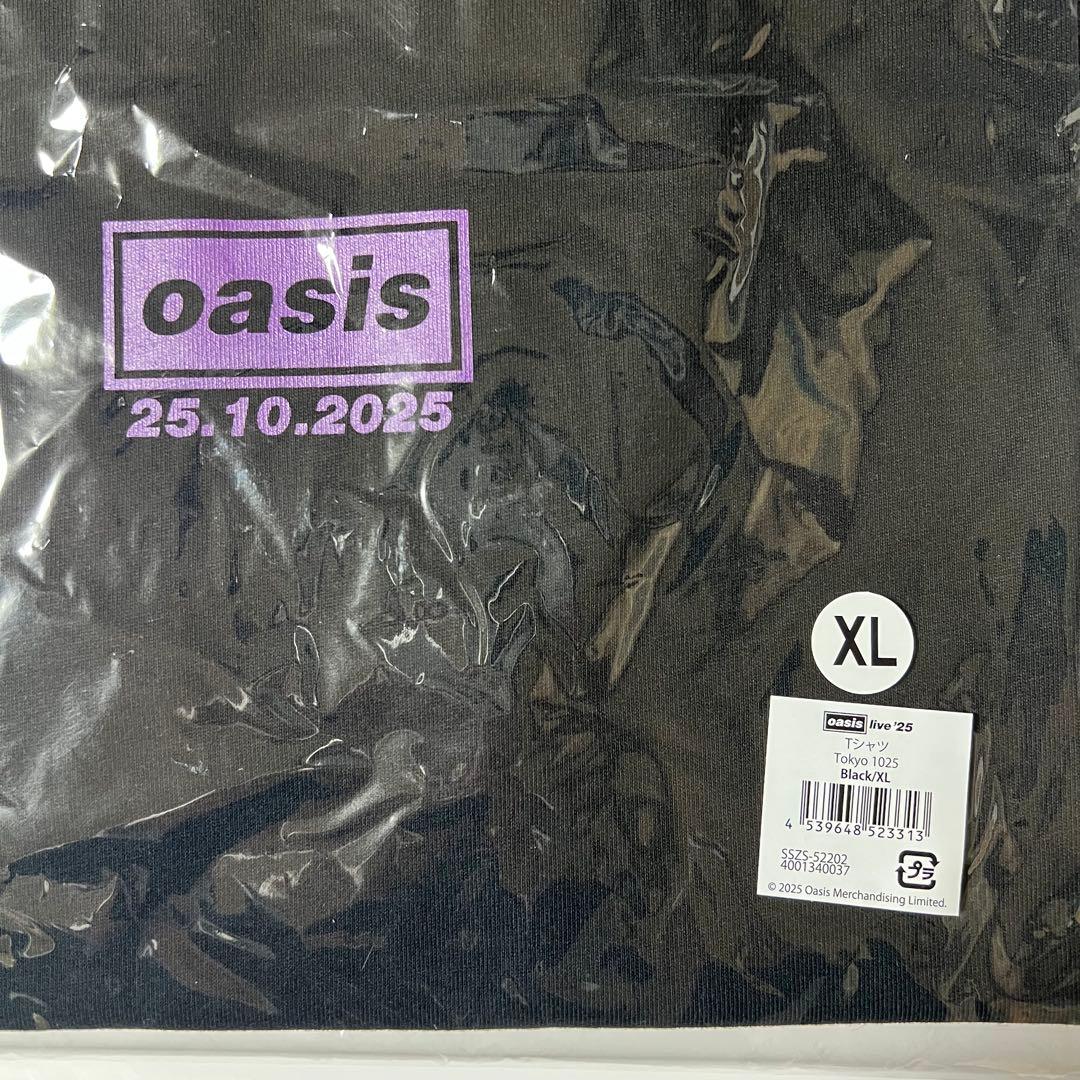 oasis
25.10.2025
XL
oasis live '25
Tシャツ
Tokyo 1025
Black/XL
4 539648 523313
SSZS-52202
4001340037
プラ
© 2025 Oasis Merchandising Limited.